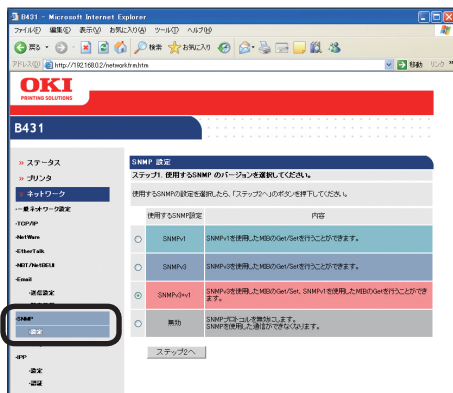 B431 - Microsoft Internet Explorer
ファイル(F) 編集(E) 表示(V) お気に入り(A) ツール(T) ヘルプ(H)
戻る 検索 お気に入り
アドレス(D) http://192.168.0.2/networkfrm.htm 移動 リンク »
OKI
PRINTING SOLUTIONS
B431
» ステータス
» プリンタ
» ネットワーク
-一般ネットワーク設定
-TCP/IP
-NetWare
-EtherTalk
-NBT/NetBEUI
-Email
-送信設定
-SNMP
-設定
-IPP
-設定
-認証
SNMP 設定
ステップ1. 使用するSNMP のバージョンを選択してください。
使用するSNMPの設定を選択したら、「ステップ2へ」のボタンを押下してください。
使用するSNMP設定 内容
SNMPv1 SNMPv1を使用したMIBのGet/Setを行うことができます。
SNMPv3 SNMPv3を使用したMIBのGet/Setを行うことができます。
SNMPv3+v1 SNMPv3を使用したMIBのGet/Set、SNMPv1を使用したMIBのGetを行うことができ
ます。
無効 SNMPプロトコルを無効にします。
SNMPを使用した通信ができなくなります。
ステップ2へ